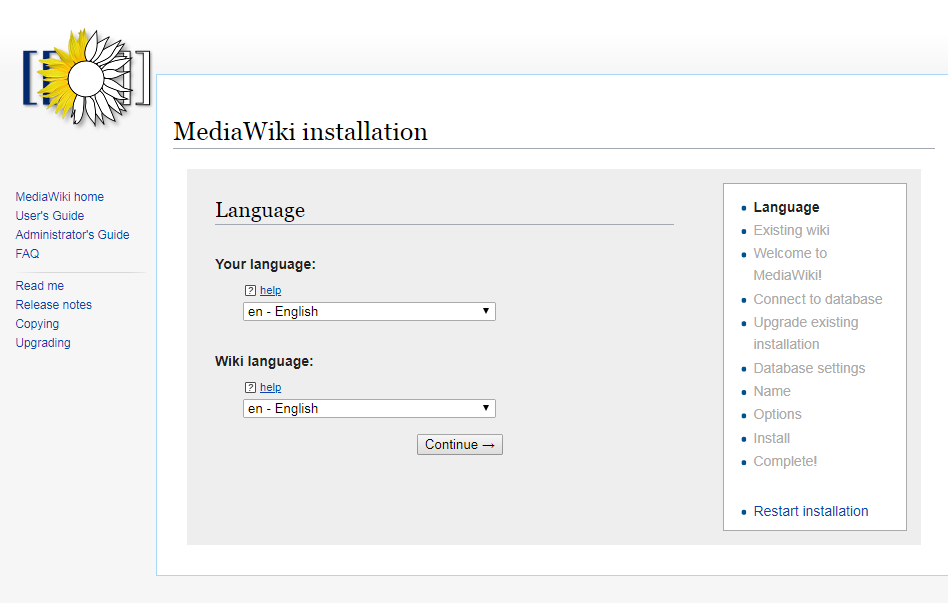 MediaWiki installation
MediaWiki home
User's Guide
Administrator's Guide
FAQ
Read me
Release notes
Copying
Upgrading
Language
Your language:
? help
en - English
Wiki language:
? help
en - English
Continue →
Language
Existing wiki
Welcome to
MediaWiki!
Connect to database
Upgrade existing
installation
Database settings
Name
Options
Install
Complete!
Restart installation